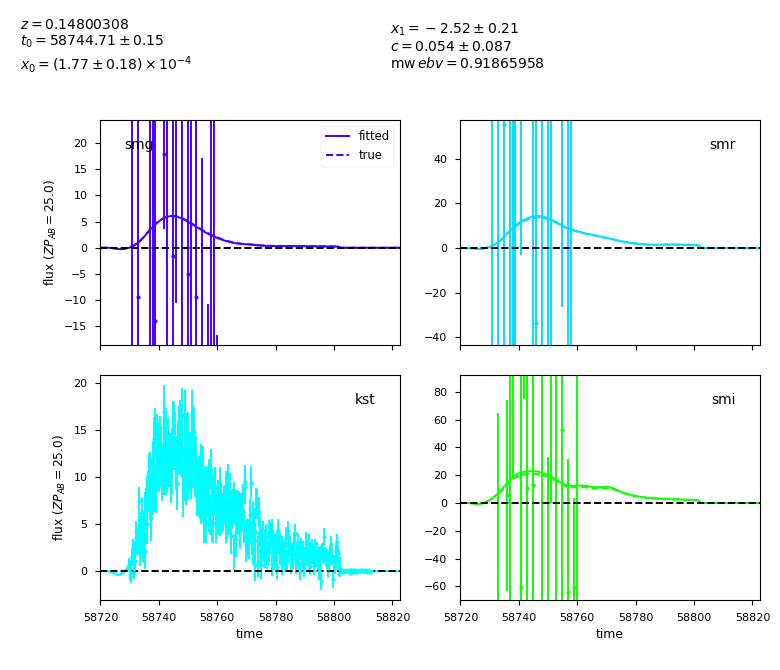 z = 0.14800308
t₀ = 58744.71 ± 0.15
x₀ = (1.77 ± 0.18) × 10⁻⁴
x₁ = −2.52 ± 0.21
c = 0.054 ± 0.087
mw ebv = 0.91865958
smg
fitted
true
20
15
10
5
0
−5
−10
−15
flux (ZP_AB = 25.0)
smr
40
20
0
−20
−40
kst
20
15
10
5
0
flux (ZP_AB = 25.0)
58720 58740 58760 58780 58800 58820
time
smi
80
60
40
20
0
−20
−40
−60
58720 58740 58760 58780 58800 58820
time